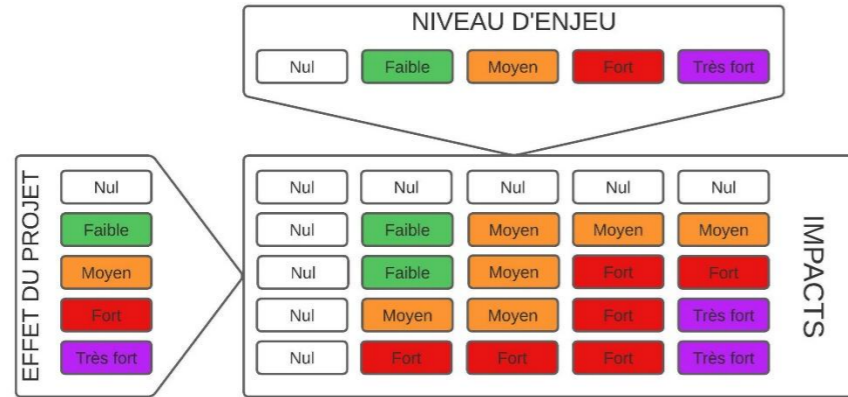 NIVEAU D'ENJEU
Nul Faible Moyen Fort Très fort
EFFET DU PROJET
Nul
Faible
Moyen
Fort
Très fort
Nul Nul Nul Nul Nul
Nul Faible Moyen Moyen Moyen
Nul Faible Moyen Fort Fort
Nul Moyen Moyen Fort Très fort
Nul Fort Fort Fort Très fort
IMPACTS